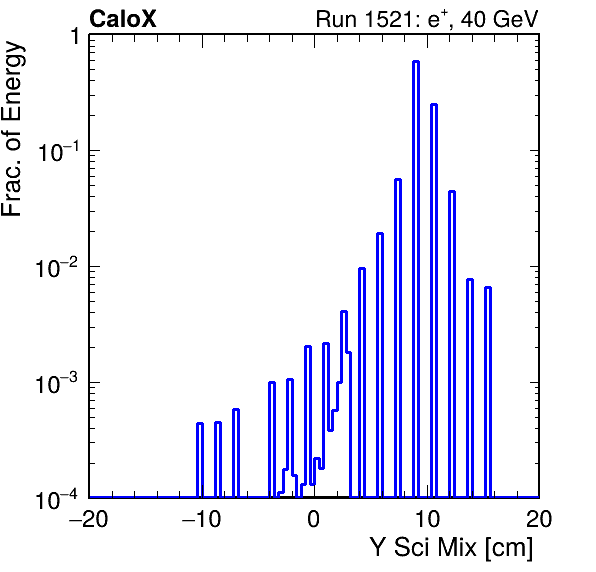 CaloX Run 1521: e⁺, 40 GeV
Frac. of Energy
1
10⁻¹
10⁻²
10⁻³
10⁻⁴
−20 −10 0 10 20
Y Sci Mix [cm]